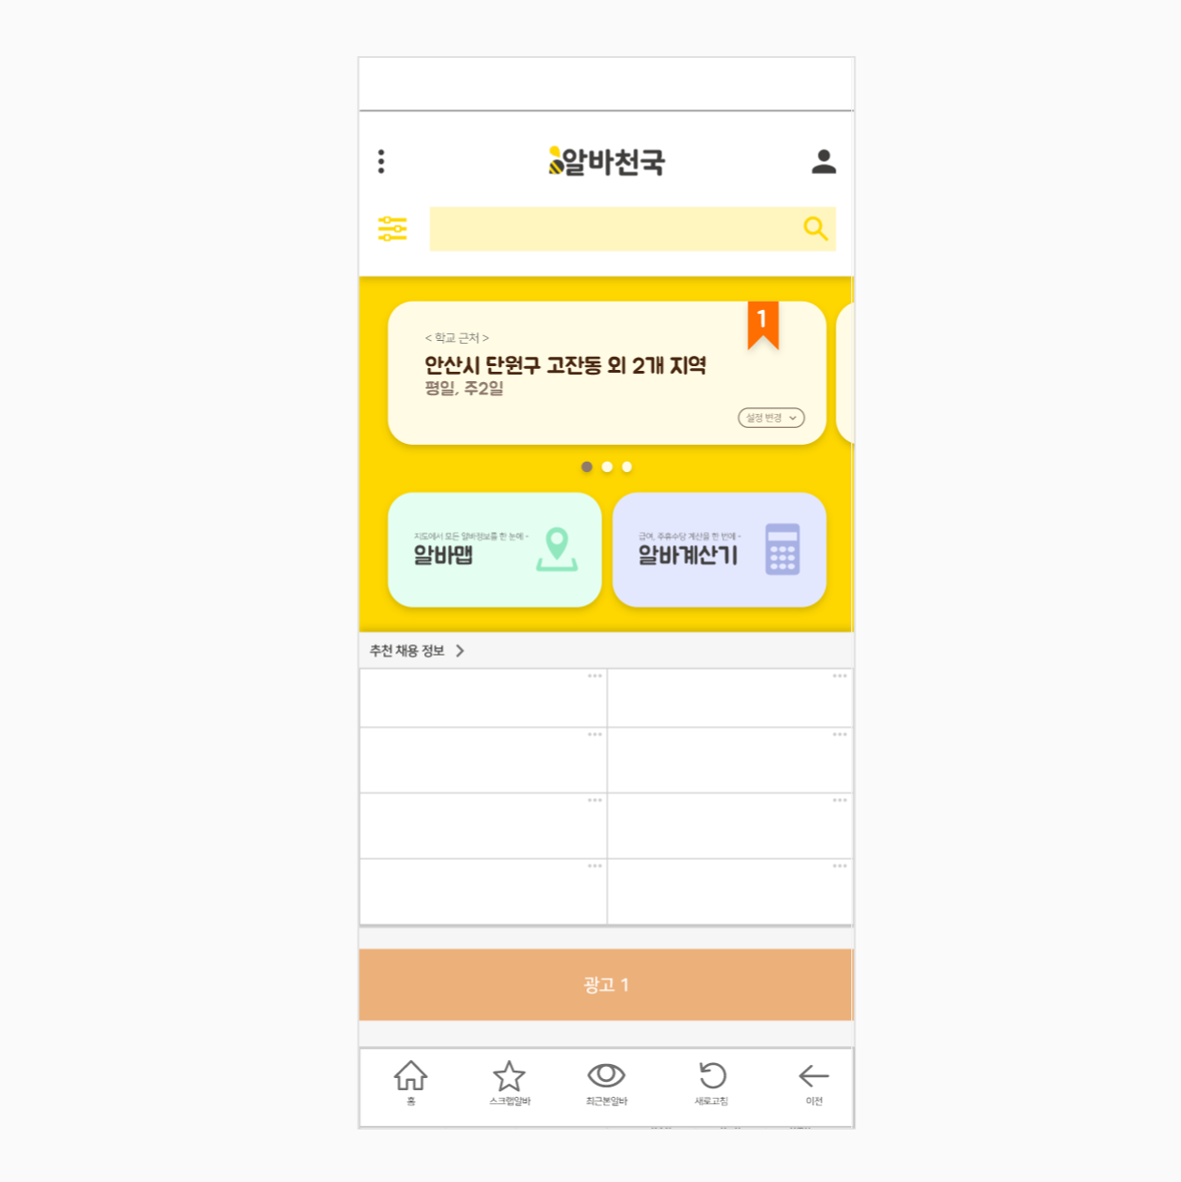 알바천국
1
< 학교 근처 >
안산시 단원구 고잔동 외 2개 지역
평일, 주2일
설정 변경
지도에서 모든 알바정보를 한 눈에 -
알바맵
급여, 주휴수당 계산을 한 번에 -
알바계산기
추천 채용 정보
광고 1
홈
스크랩알바
최근본알바
새로고침
이전